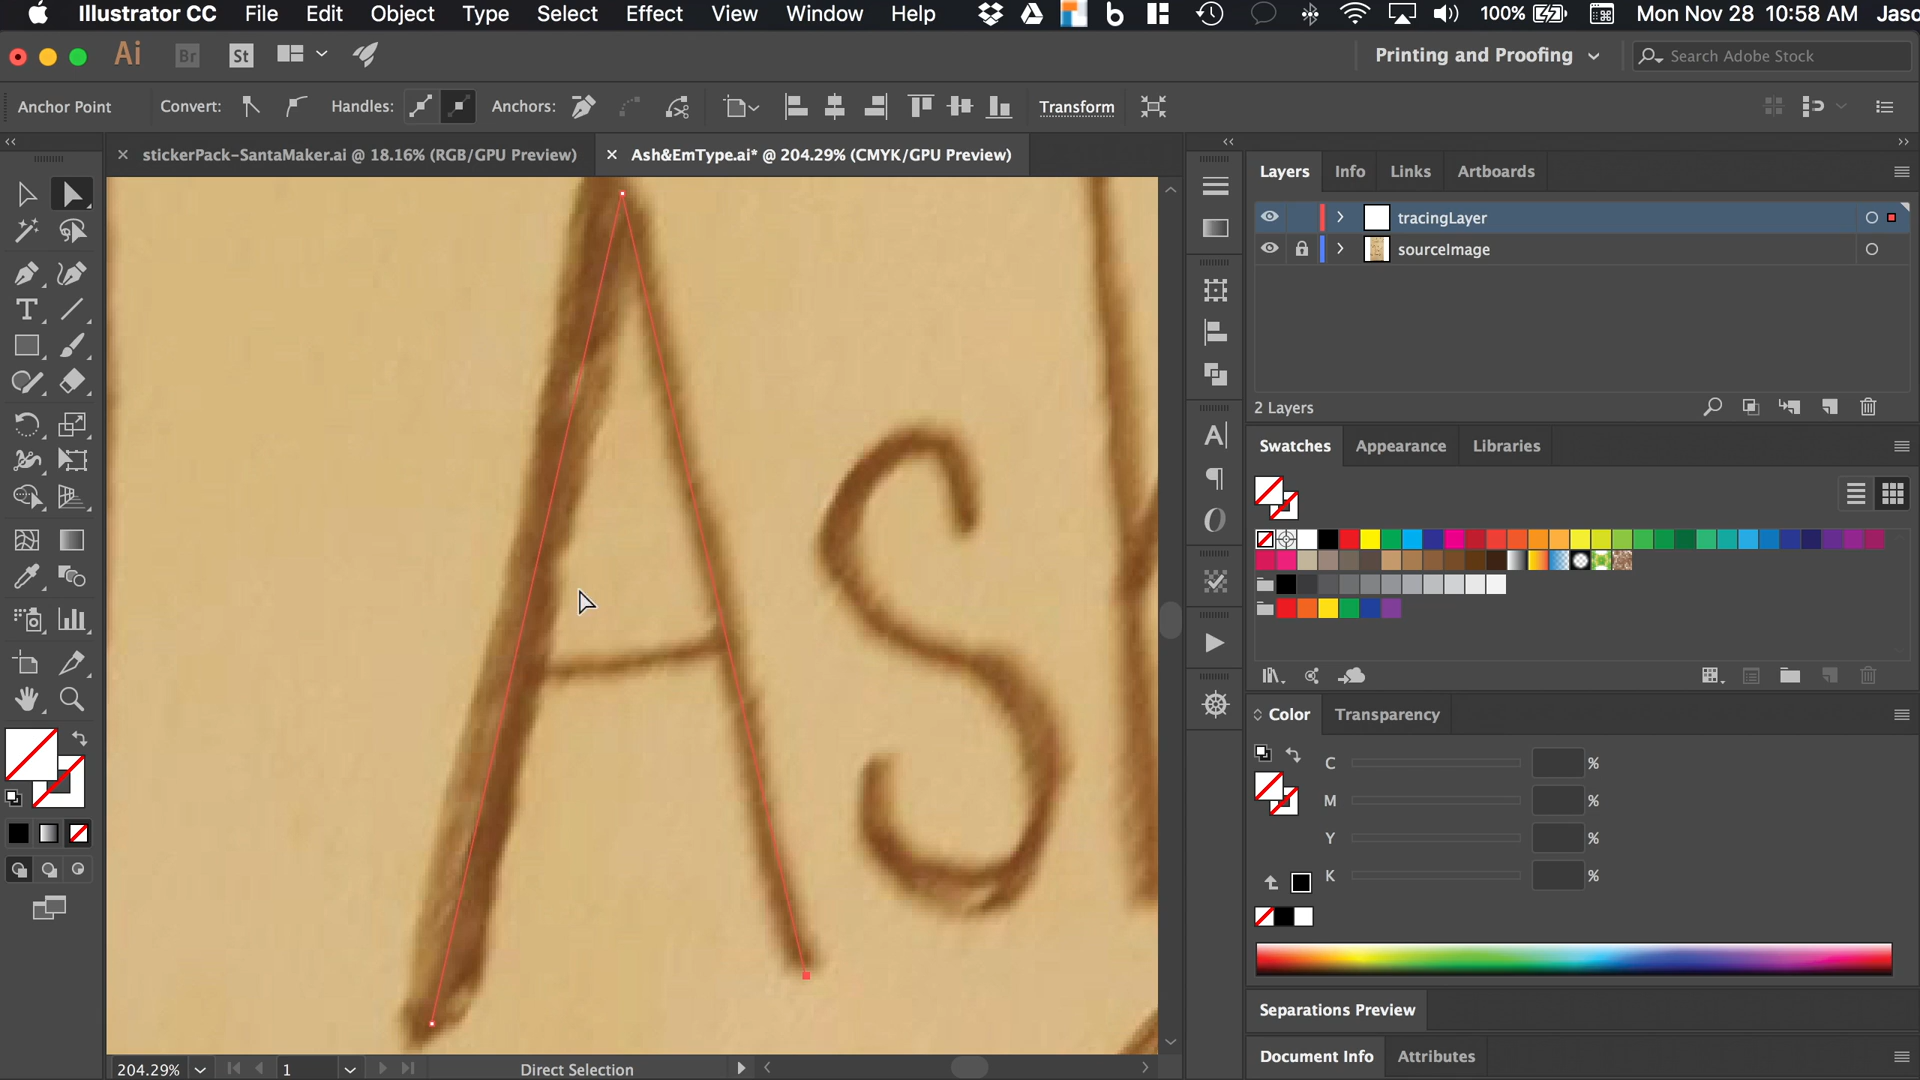 Illustrator CC File Edit Object Type Select Effect View Window Help 100% Mon Nov 28 10:58 AM Jaso
Ai Br St Printing and Proofing Search Adobe Stock
Anchor Point Convert: Handles: Anchors: Transform
stickerPack-SantaMaker.ai @ 18.16% (RGB/GPU Preview) Ash&EmType.ai* @ 204.29% (CMYK/GPU Preview)
Layers Info Links Artboards
tracingLayer
sourceImage
2 Layers
Swatches Appearance Libraries
As
Color Transparency
C %
M %
Y %
K %
Separations Preview
Document Info Attributes
204.29% 1 Direct Selection